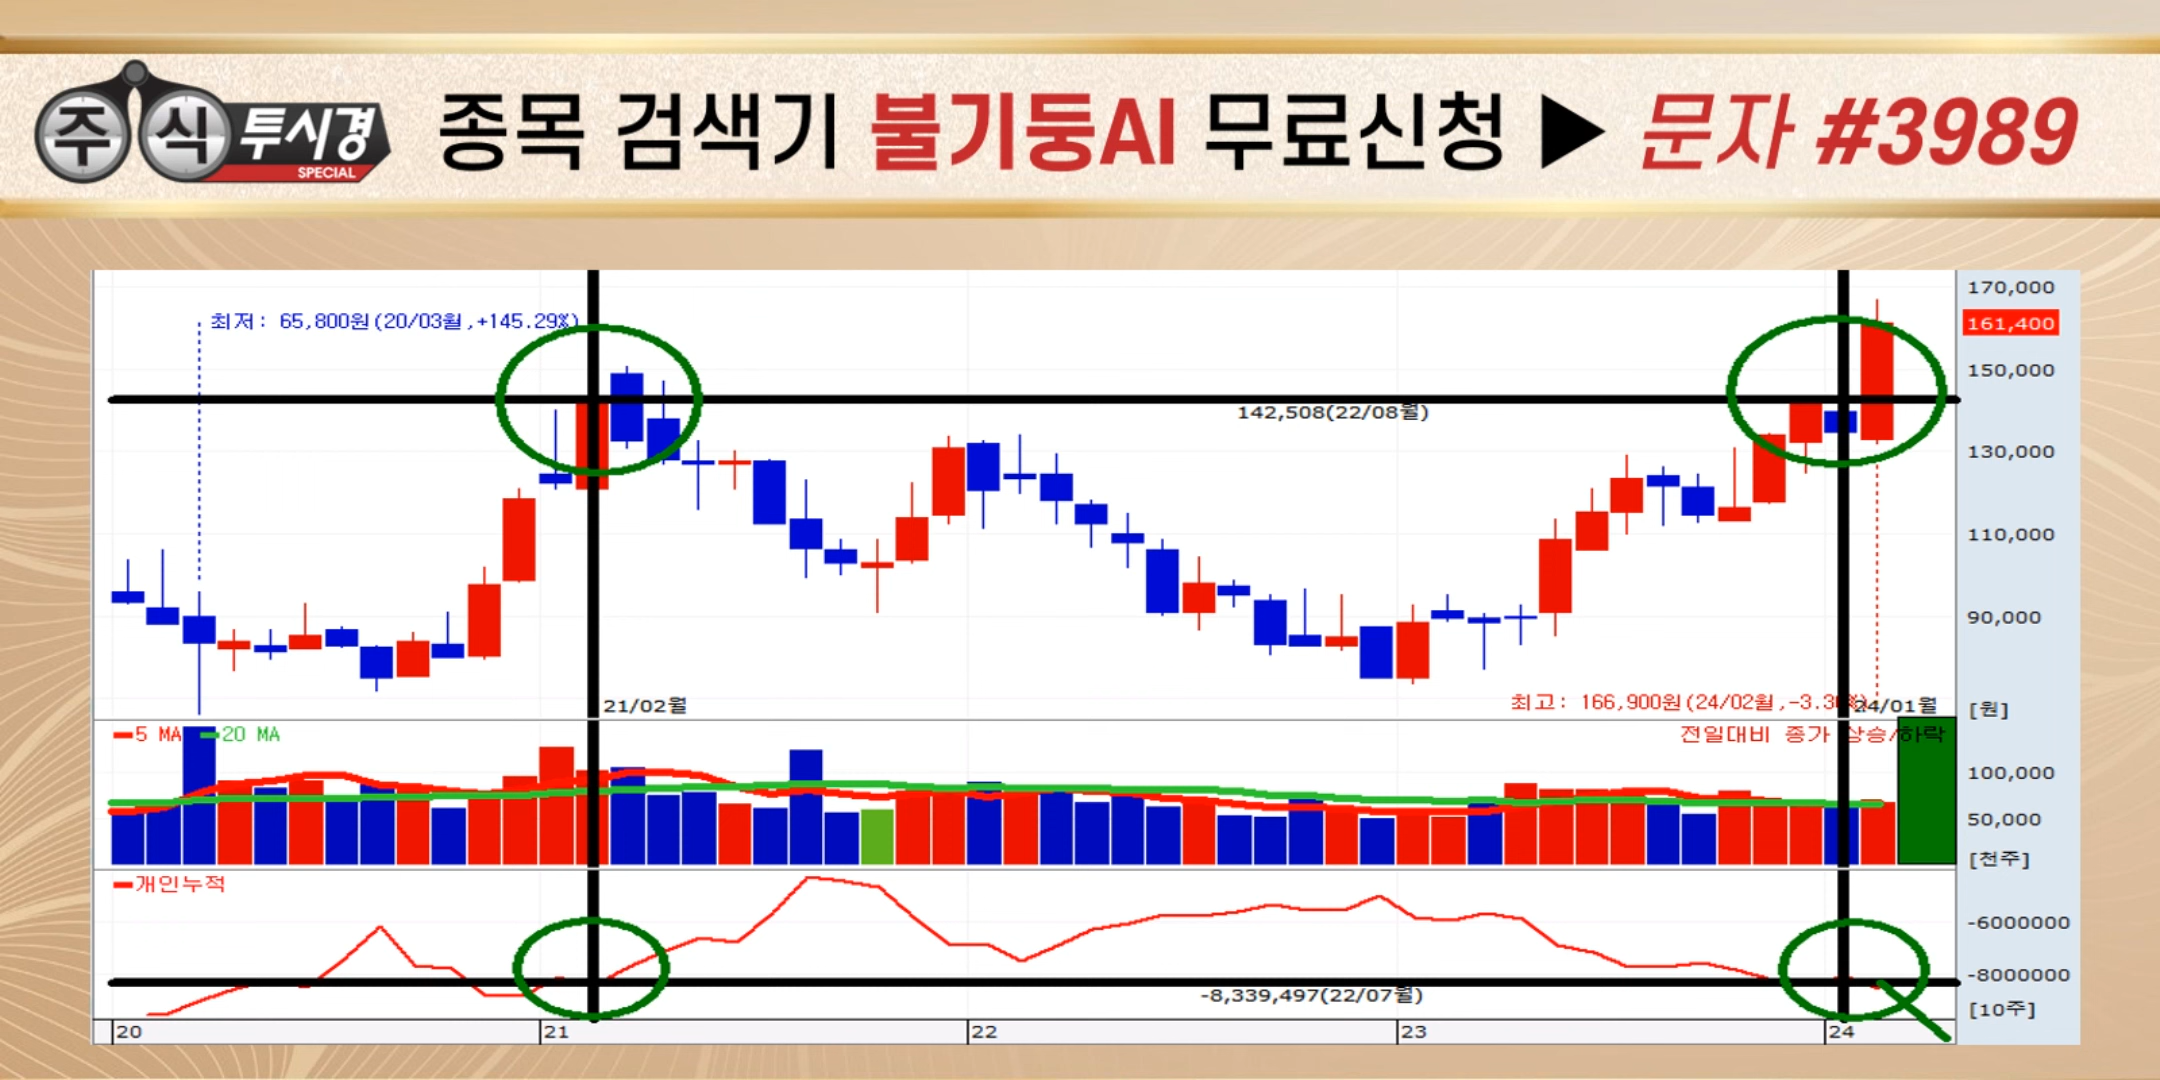 주식투시경
SPECIAL
종목 검색기 불기둥AI 무료신청 ▶ 문자 #3989
170,000
최저: 65,800원(20/03월,+145.29%)
161,400
150,000
142,508(22/08월)
130,000
110,000
90,000
21/02월
최고: 166,900원(24/02월,-3.30%)
24/01월
[원]
5 MA
20 MA
전일대비 종가 상승/하락
100,000
50,000
[천주]
개인누적
-6000000
-8000000
-8,339,497(22/07월)
[10주]
20
21
22
23
24